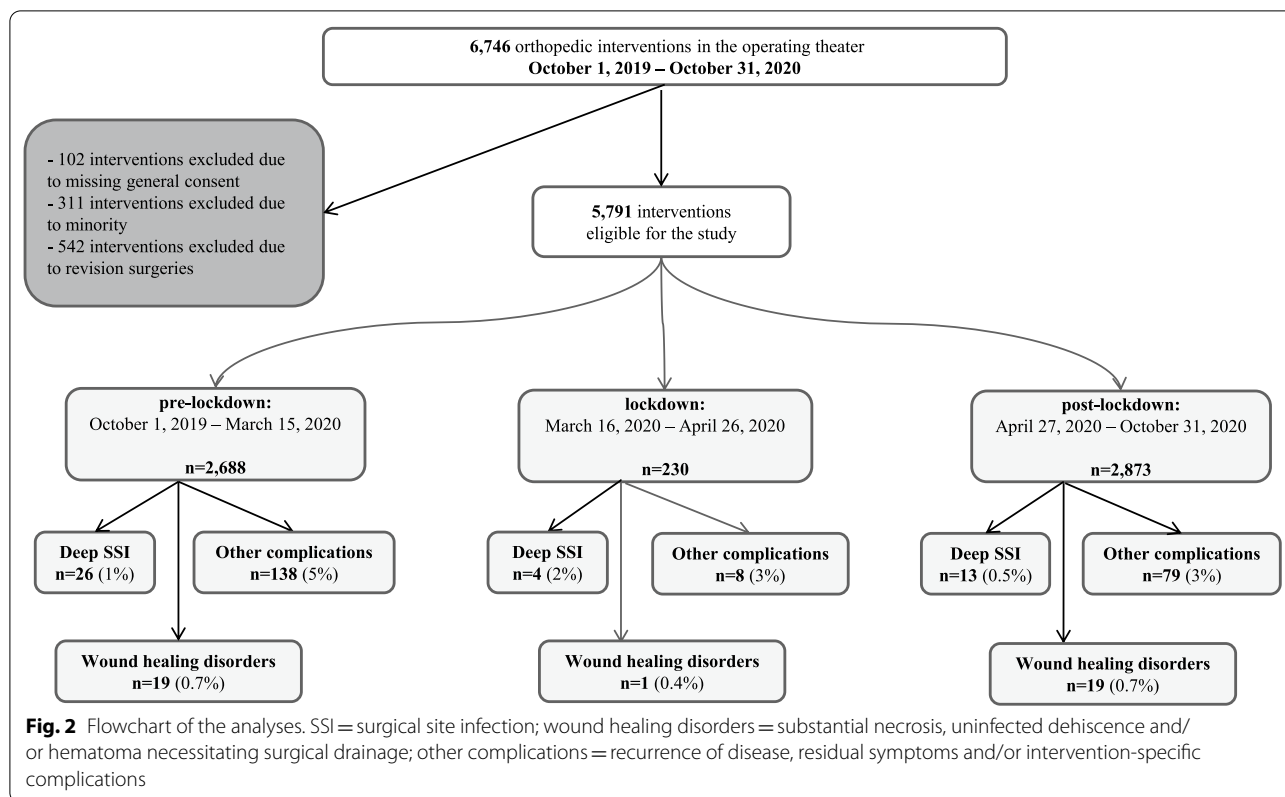 6,746 orthopedic interventions in the operating theater
October 1, 2019 – October 31, 2020
- 102 interventions excluded due
to missing general consent
- 311 interventions excluded due
to minority
- 542 interventions excluded due
to revision surgeries
5,791 interventions
eligible for the study
pre-lockdown:
October 1, 2019 – March 15, 2020
n=2,688
lockdown:
March 16, 2020 – April 26, 2020
n=230
post-lockdown:
April 27, 2020 – October 31, 2020
n=2,873
Deep SSI
n=26 (1%)
Other complications
n=138 (5%)
Deep SSI
n=4 (2%)
Other complications
n=8 (3%)
Deep SSI
n=13 (0.5%)
Other complications
n=79 (3%)
Wound healing disorders
n=19 (0.7%)
Wound healing disorders
n=1 (0.4%)
Wound healing disorders
n=19 (0.7%)
Fig. 2 Flowchart of the analyses. SSI = surgical site infection; wound healing disorders = substantial necrosis, uninfected dehiscence and/
or hematoma necessitating surgical drainage; other complications = recurrence of disease, residual symptoms and/or intervention-specific
complications